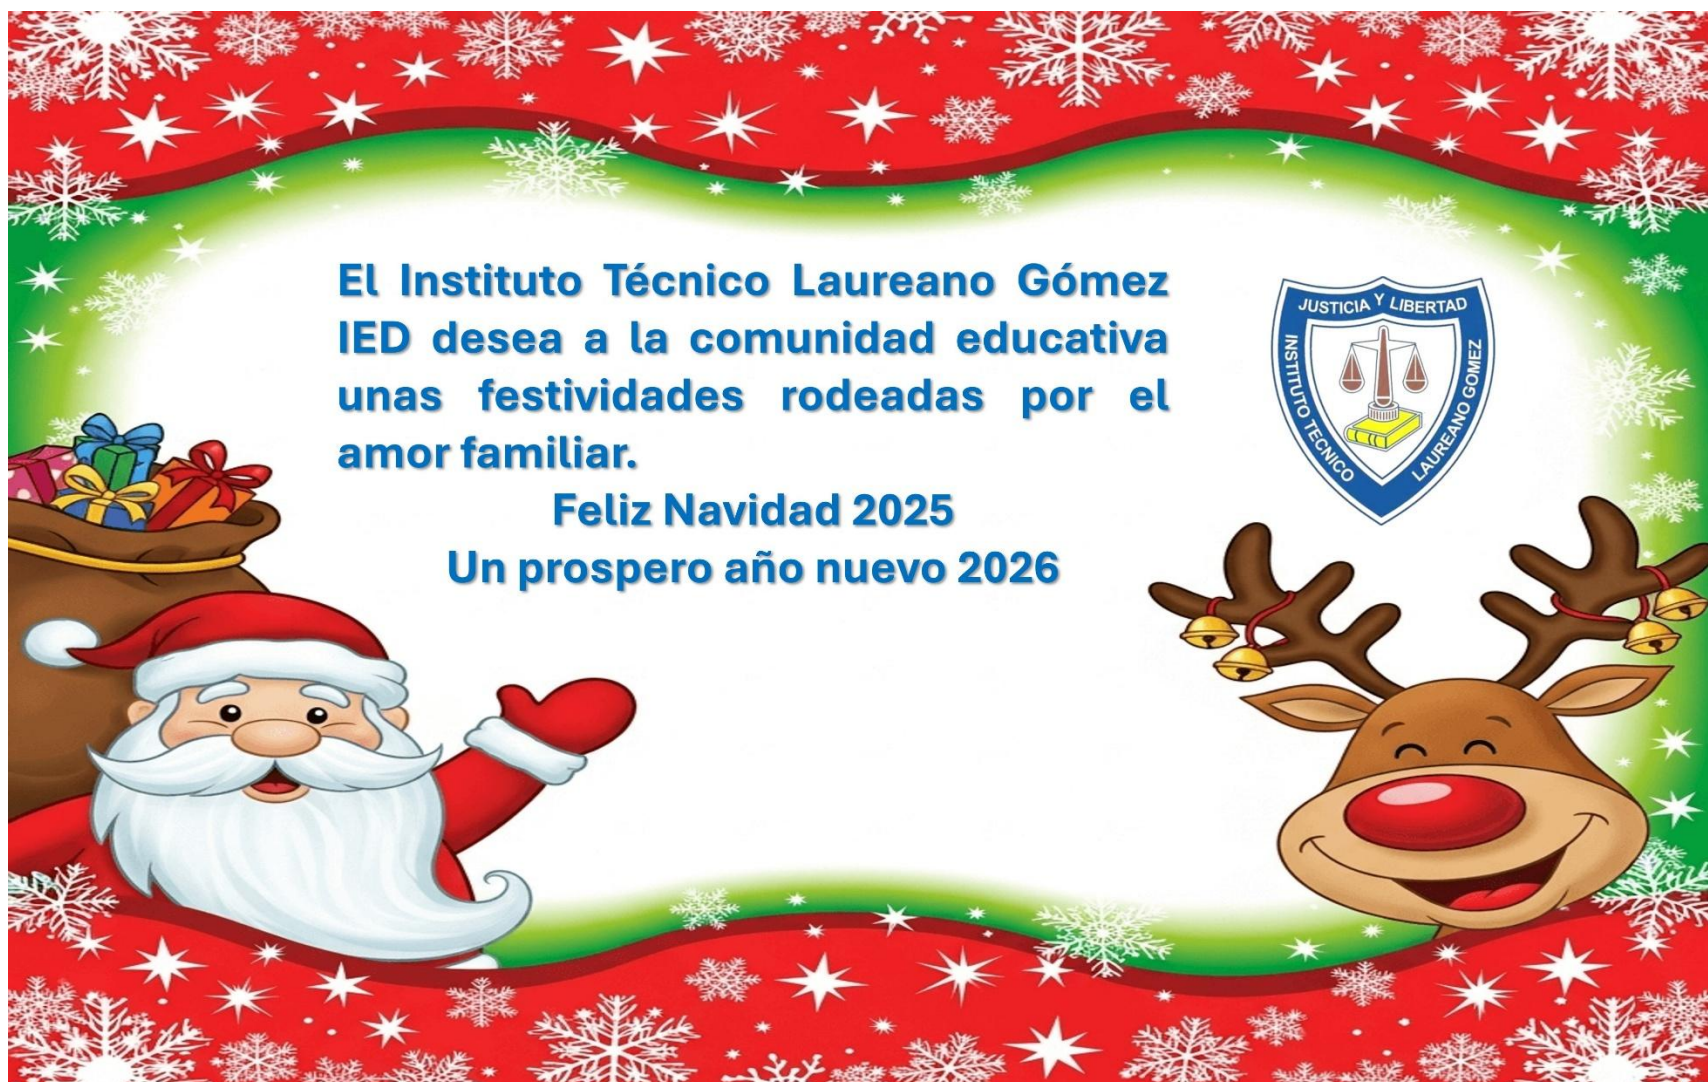 El Instituto Técnico Laureano Gómez
IED desea a la comunidad educativa
unas festividades rodeadas por el
amor familiar.
Feliz Navidad 2025
Un prospero año nuevo 2026
JUSTICIA Y LIBERTAD
INSTITUTO TECNICO
LAUREANO GOMEZ